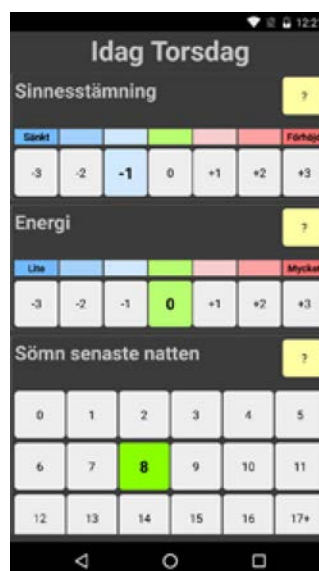 12:2
Idag Torsdag
Sinnesstämning ?
Sänkt Förhöjd
-3 -2 -1 0 +1 +2 +3
Energi ?
Lite Mycket
-3 -2 -1 0 +1 +2 +3
Sömn senaste natten ?
0 1 2 3 4 5
6 7 8 9 10 11
12 13 14 15 16 17+